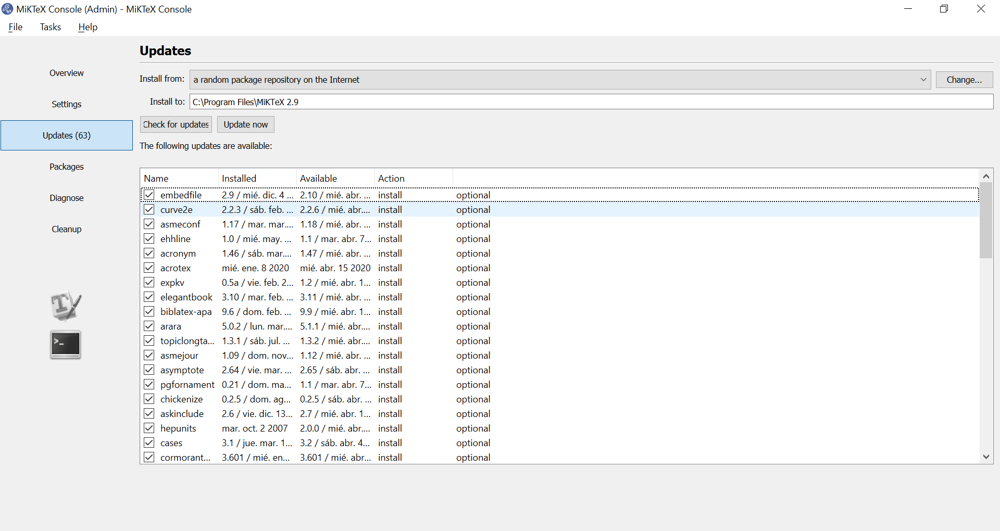 MiKTeX Console (Admin) - MiKTeX Console
File Tasks Help
Updates
Overview
Settings
Updates (63)
Packages
Diagnose
Cleanup
Install from: a random package repository on the Internet Change...
Install to: C:\Program Files\MiKTeX 2.9
Check for updates Update now
The following updates are available:
Name Installed Available Action
embedfile 2.9 / mié. dic. 4 ... 2.10 / mié. abr. ... install optional
curve2e 2.2.3 / sáb. feb. ... 2.2.6 / mié. abr.... install optional
asmeconf 1.17 / mar. mar.... 1.18 / mié. abr. ... install optional
ehhline 1.0 / mié. may. ... 1.1 / mar. abr. 7... install optional
acronym 1.46 / sáb. mar.... 1.47 / mié. abr. ... install optional
acrotex mié. ene. 8 2020 mié. abr. 15 2020 install optional
expkv 0.5a / vie. feb. 2... 1.2 / mié. abr. 1... install optional
elegantbook 3.10 / mar. feb. ... 3.11 / mié. abr. ... install optional
biblatex-apa 9.6 / dom. feb. ... 9.9 / mié. abr. 1... install optional
arara 5.0.2 / lun. mar.... 5.1.1 / mié. abr.... install optional
topiclongta... 1.3.1 / sáb. jul. ... 1.3.2 / mié. abr.... install optional
asmejour 1.09 / dom. nov... 1.12 / mié. abr. ... install optional
asymptote 2.64 / vie. mar. ... 2.65 / sáb. abr. ... install optional
pgfornament 0.21 / dom. ma... 1.1 / mar. abr. 7... install optional
chickenize 0.2.5 / dom. ag... 0.2.5 / sáb. abr. ... install optional
askinclude 2.6 / vie. dic. 13... 2.7 / mié. abr. 1... install optional
hepunits mar. oct. 2 2007 2.0.0 / mié. abr.... install optional
cases 3.1 / jue. mar. 1... 3.2 / sáb. abr. 4... install optional
cormorant... 3.601 / mié. en... 3.601 / mié. abr... install optional